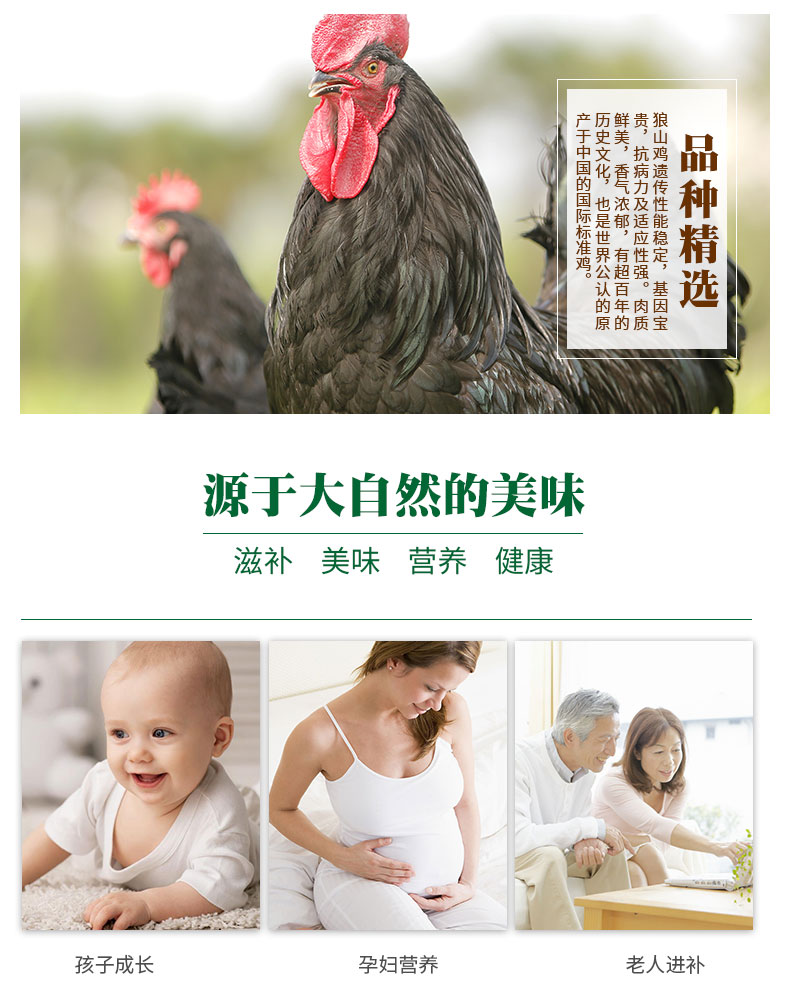 品种精选
狼山鸡遗传性能稳定，基因宝
贵，抗病力及适应性强。肉质
鲜美，香气浓郁，有超百年的
历史文化，也是世界公认的原
产于中国的国际标准鸡。
源于大自然的美味
滋补 美味 营养 健康
孩子成长
孕妇营养
老人进补